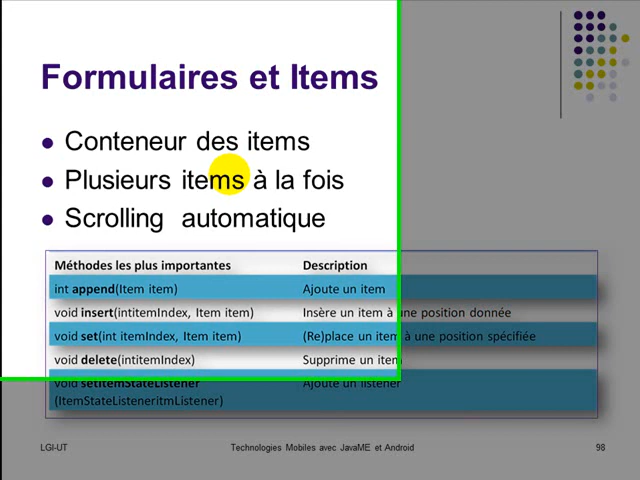 Formulaires et Items
Conteneur des items
Plusieurs items à la fois
Scrolling automatique
Méthodes les plus importantes Description
int append(Item item) Ajoute un item
void insert(intitemIndex, Item item) Insère un item à une position donnée
void set(int itemIndex, Item item) (Re)place un item à une position spécifiée
void delete(intitemIndex) Supprime un item
void setItemStateListener Ajoute un listener
(ItemStateListeneritmListener)
LGI-UT Technologies Mobiles avec JavaME et Android 98